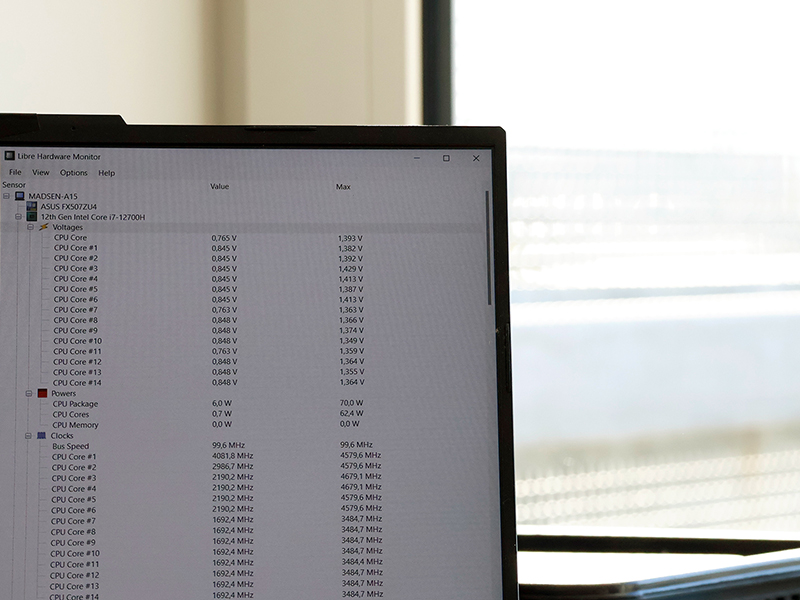 Libre Hardware Monitor
File View Options Help
Sensor Value Max
MADSEN-A15
ASUS FX507ZU4
12th Gen Intel Core i7-12700H
Voltages
CPU Core 0,765 V 1,393 V
CPU Core #1 0,845 V 1,382 V
CPU Core #2 0,845 V 1,392 V
CPU Core #3 0,845 V 1,429 V
CPU Core #4 0,845 V 1,413 V
CPU Core #5 0,845 V 1,387 V
CPU Core #6 0,845 V 1,413 V
CPU Core #7 0,763 V 1,363 V
CPU Core #8 0,848 V 1,366 V
CPU Core #9 0,848 V 1,374 V
CPU Core #10 0,848 V 1,349 V
CPU Core #11 0,763 V 1,359 V
CPU Core #12 0,848 V 1,364 V
CPU Core #13 0,848 V 1,355 V
CPU Core #14 0,848 V 1,364 V
Powers
CPU Package 6,0 W 70,0 W
CPU Cores 0,7 W 62,4 W
CPU Memory 0,0 W 0,0 W
Clocks
Bus Speed 99,6 MHz 99,6 MHz
CPU Core #1 4081,8 MHz 4579,6 MHz
CPU Core #2 2986,7 MHz 4579,6 MHz
CPU Core #3 2190,2 MHz 4679,1 MHz
CPU Core #4 2190,2 MHz 4679,1 MHz
CPU Core #5 2190,2 MHz 4579,6 MHz
CPU Core #6 2190,2 MHz 4579,6 MHz
CPU Core #7 1692,4 MHz 3484,7 MHz
CPU Core #8 1692,4 MHz 3484,7 MHz
CPU Core #9 1692,4 MHz 3484,7 MHz
CPU Core #10 1692,4 MHz 3484,7 MHz
CPU Core #11 1692,4 MHz 3484,4 MHz
CPU Core #12 1692,4 MHz 3484,7 MHz
CPU Core #13 1692,4 MHz 3484,7 MHz
CPU Core #14 1692,4 MHz 3484,7 MHz